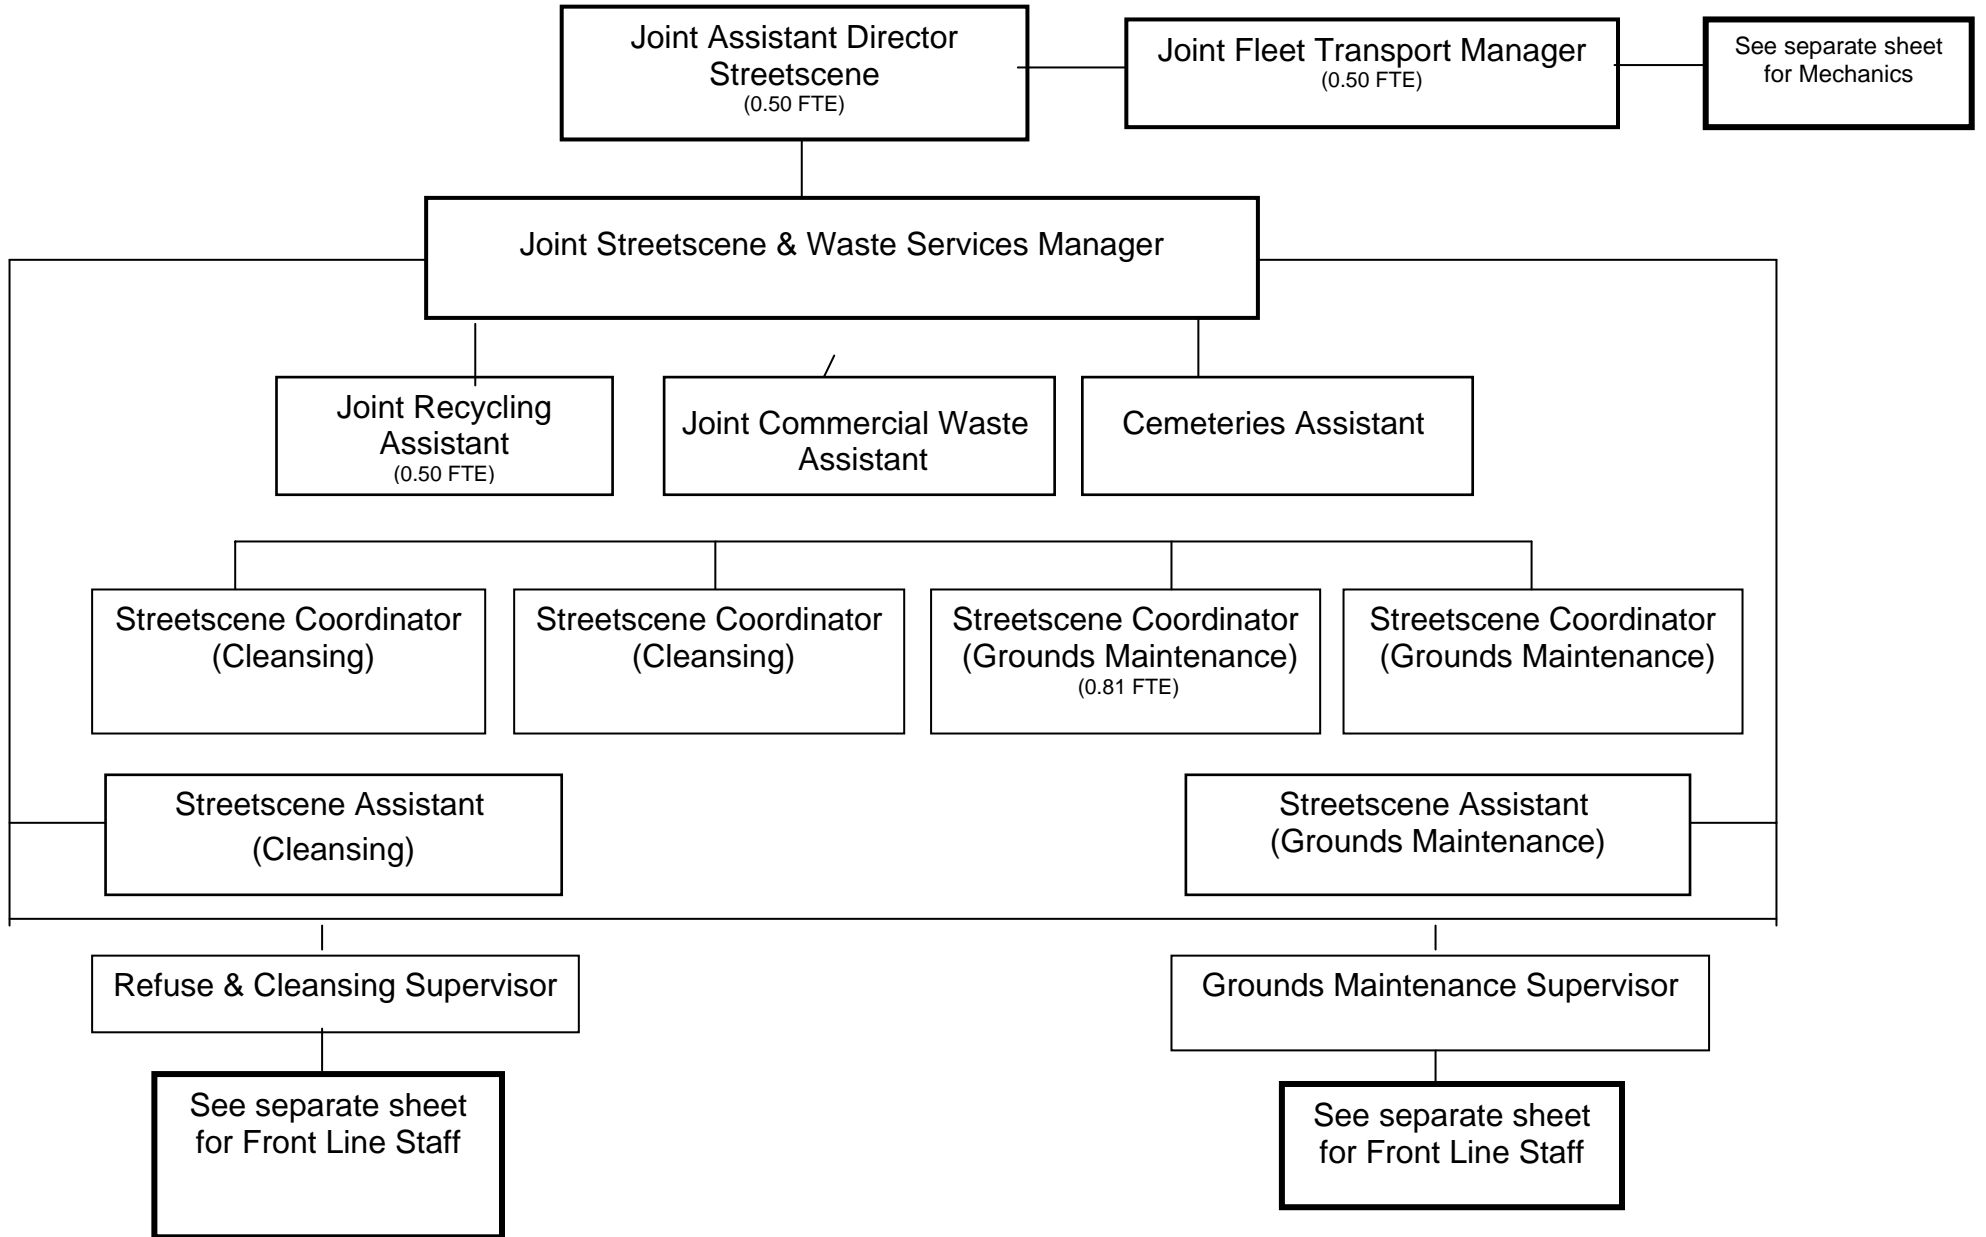 Joint Assistant Director
Streetscene
(0.50 FTE)
Joint Fleet Transport Manager
(0.50 FTE)
See separate sheet
for Mechanics
Joint Streetscene & Waste Services Manager
Joint Recycling
Assistant
(0.50 FTE)
Joint Commercial Waste
Assistant
Cemeteries Assistant
Streetscene Coordinator
(Cleansing)
Streetscene Coordinator
(Cleansing)
Streetscene Coordinator
(Grounds Maintenance)
(0.81 FTE)
Streetscene Coordinator
(Grounds Maintenance)
Streetscene Assistant
(Cleansing)
Streetscene Assistant
(Grounds Maintenance)
Refuse & Cleansing Supervisor
Grounds Maintenance Supervisor
See separate sheet
for Front Line Staff
See separate sheet
for Front Line Staff